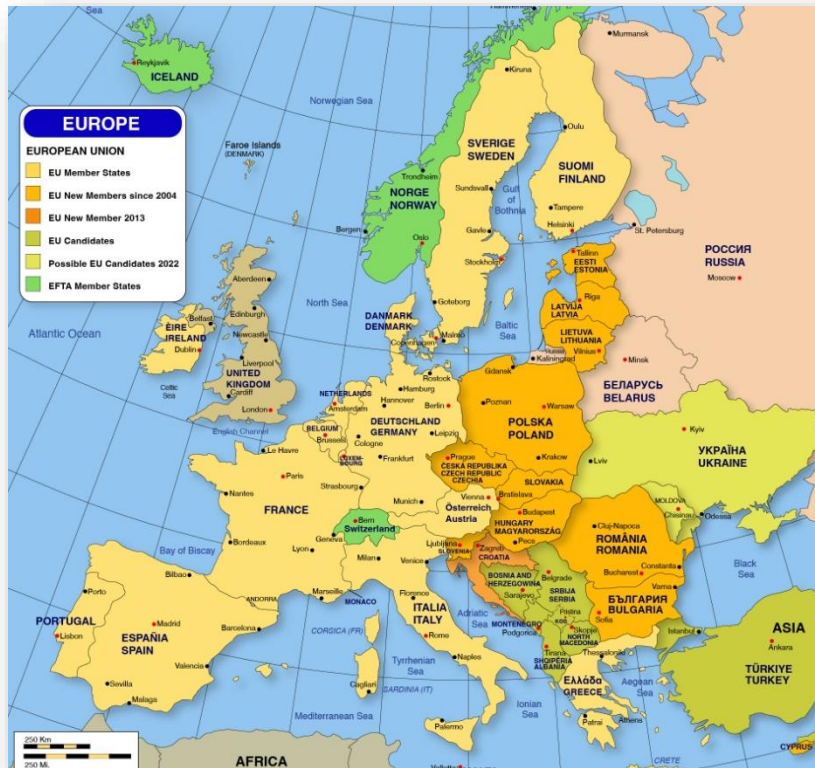 Sea
Murmansk
Reykjavik
ICELAND
Kiruna
Norwegian Sea
EUROPE
EUROPEAN UNION
EU Member States
EU New Members since 2004
EU New Member 2013
EU Candidates
Possible EU Candidates 2022
EFTA Member States
Faroe Islands
(DENMARK)
Oulu
SVERIGE
SWEDEN
SUOMI
FINLAND
Trondheim
NORGE
NORWAY
Sundsvall
Gulf
of
Bothnia
Tampere
Bergen
Oslo
Gavle
Helsinki
St. Petersburg
Stockholm
Tallinn
EESTI
ESTONIA
РОССИЯ
RUSSIA
Moscow
Aberdeen
North Sea
Goteborg
Riga
LATVIJA
LATVIA
Edinburgh
DANMARK
DENMARK
Baltic
Sea
LIETUVA
LITHUANIA
Atlantic Ocean
Belfast
Newcastle
ÉIRE
IRELAND
Dublin
Copenhagen
Malmö
Vilnius
Russia
Kaliningrad
Minsk
Liverpool
UNITED
KINGDOM
Rostock
Gdansk
БЕЛАРУСЬ
BELARUS
Celtic
Sea
Cardiff
London
NETHERLANDS
Amsterdam
Hamburg
Hannover
Berlin
Poznan
Warsaw
English Channel
BELGIUM
Brussels
DEUTSCHLAND
GERMANY
Leipzig
Cologne
POLSKA
POLAND
Kyiv
Le Havre
LUXEM-
BOURG
Frankfurt
Prague
Krakow
Lviv
УКРАЇНА
UKRAINE
Paris
ČESKÁ REPUBLIKA
CZECH REPUBLIC
CZECHIA
SLOVAKIA
Strasbourg
Nantes
Munich
Vienna
Bratislava
MOLDOVA
Chisinau
FRANCE
Österreich
Austria
Budapest
HUNGARY
MAGYARORSZÁG
Odessa
Bern
Switzerland
Cluj-Napoca
Geneva
Ljubljana
SLOVENIA
Pecs
ROMÂNIA
ROMANIA
Bay of Biscay
Bordeaux
Lyon
Milan
Venice
Zagreb
CROATIA
Bilbao
BOSNIA AND
HERZEGOVINA
Sarajevo
Belgrade
SRBIJA
SERBIA
Bucharest
Constanta
Varna
Black
Sea
Porto
ANDORRA
Marseille
MONACO
Florence
Adriatic
Sea
БЪЛГАРИЯ
BULGARIA
PORTUGAL
Lisbon
Madrid
ESPAÑA
SPAIN
Barcelona
CORSICA (FR)
ITALIA
ITALY
Rome
MONTENEGRO
Podgorica
Pristina
Sofia
Skopje
NORTH
MACEDONIA
Istanbul
ASIA
Ankara
Valencia
Tyrrhenian
Sea
Naples
Tirana
SHQIPËRIA
ALBANIA
Thessaloniki
TÜRKIYE
TURKEY
Sevilla
Malaga
Cagliari
SARDINIA (IT)
Ελλάδα
GREECE
Aegean
Sea
Mediterranean Sea
Palermo
Ionian
Sea
Patrai
Athens
250 Km
250 Mi.
AFRICA
CRETE
CYPRUS